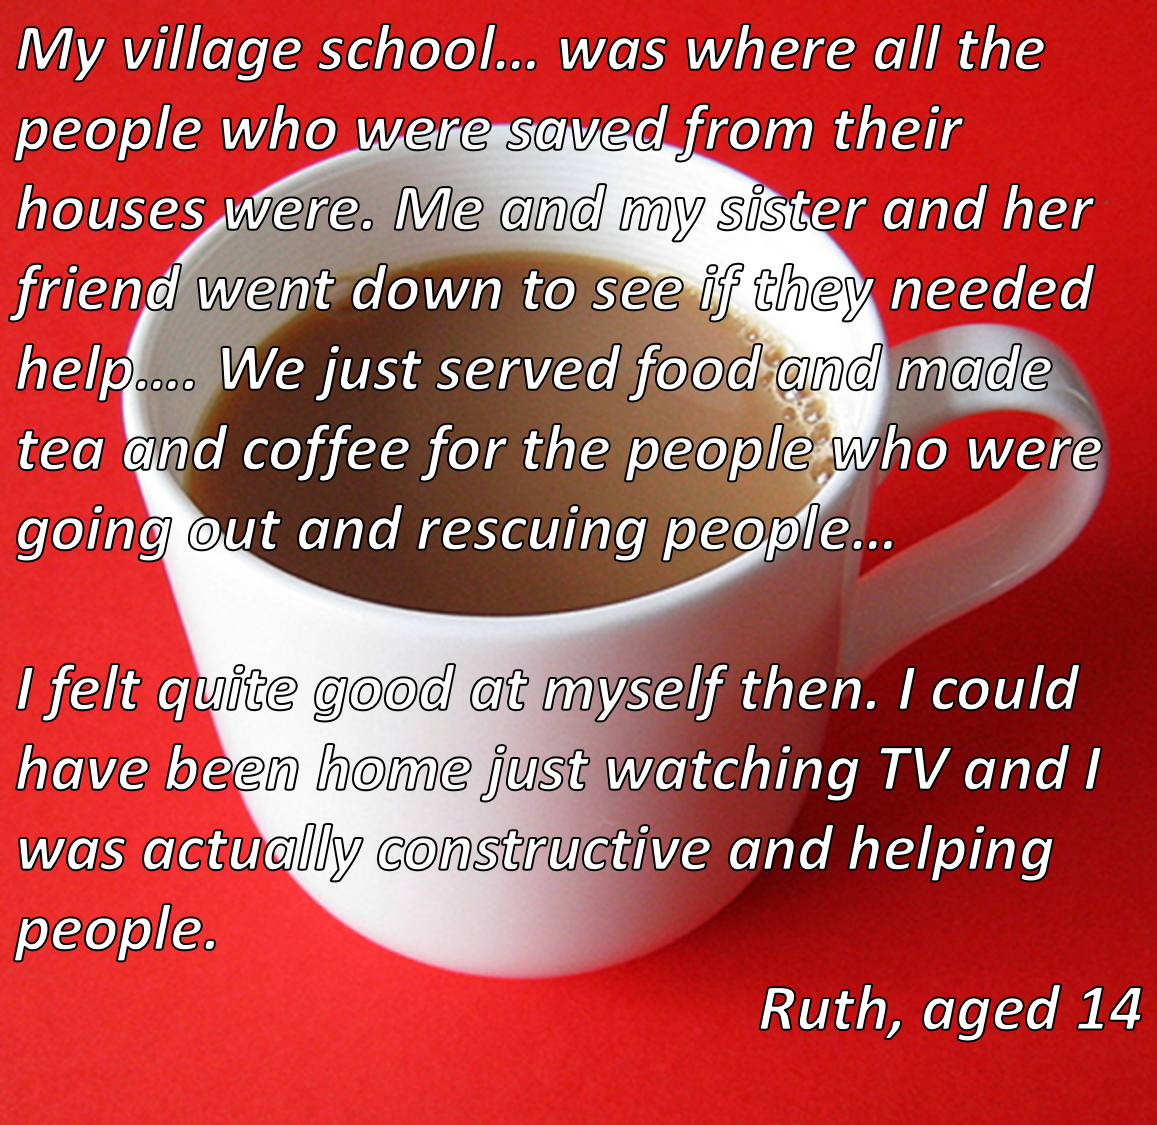 My village school... was where all the
people who were saved from their
houses were. Me and my sister and her
friend went down to see if they needed
help.... We just served food and made
tea and coffee for the people who were
going out and rescuing people...
I felt quite good at myself then. I could
have been home just watching TV and I
was actually constructive and helping
people.
Ruth, aged 14